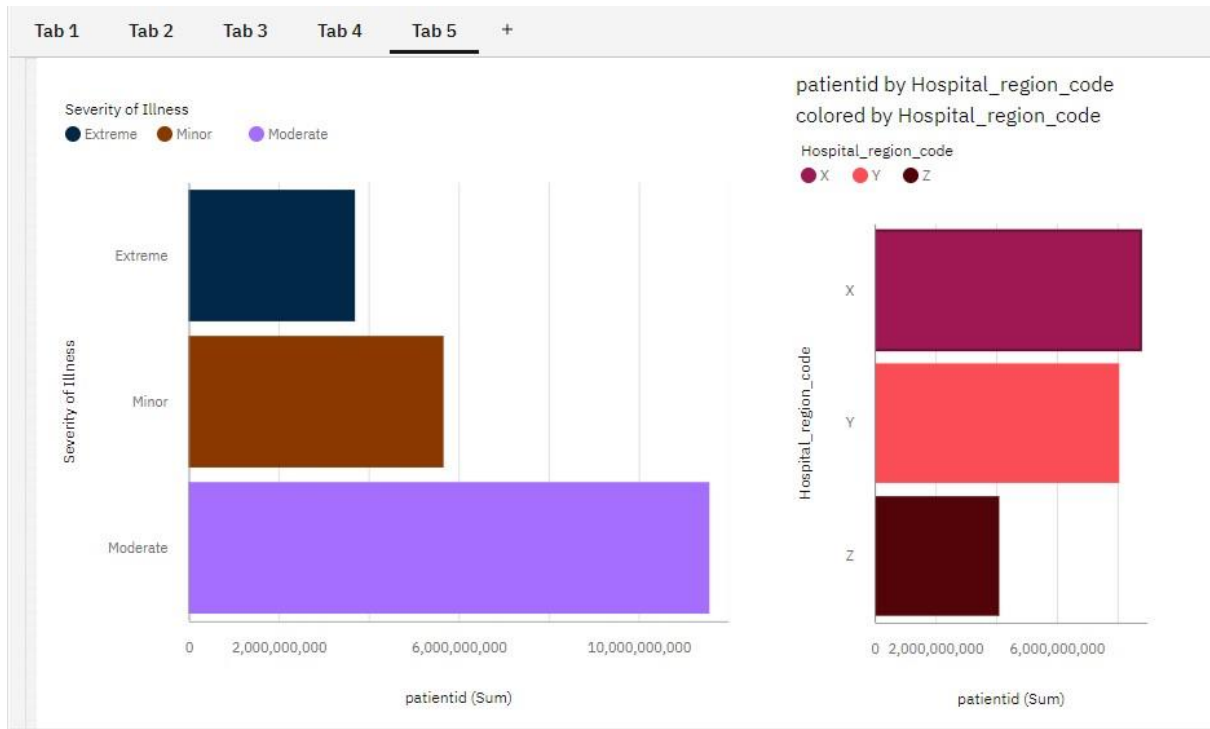 Tab 1 Tab 2 Tab 3 Tab 4 Tab 5 +
Severity of Illness
Extreme Minor Moderate
Severity of Illness
Extreme
Minor
Moderate
0 2,000,000,000 6,000,000,000 10,000,000,000
patientid (Sum)
patientid by Hospital_region_code
colored by Hospital_region_code
Hospital_region_code
X Y Z
Hospital_region_code
X
Y
Z
0 2,000,000,000 6,000,000,000
patientid (Sum)